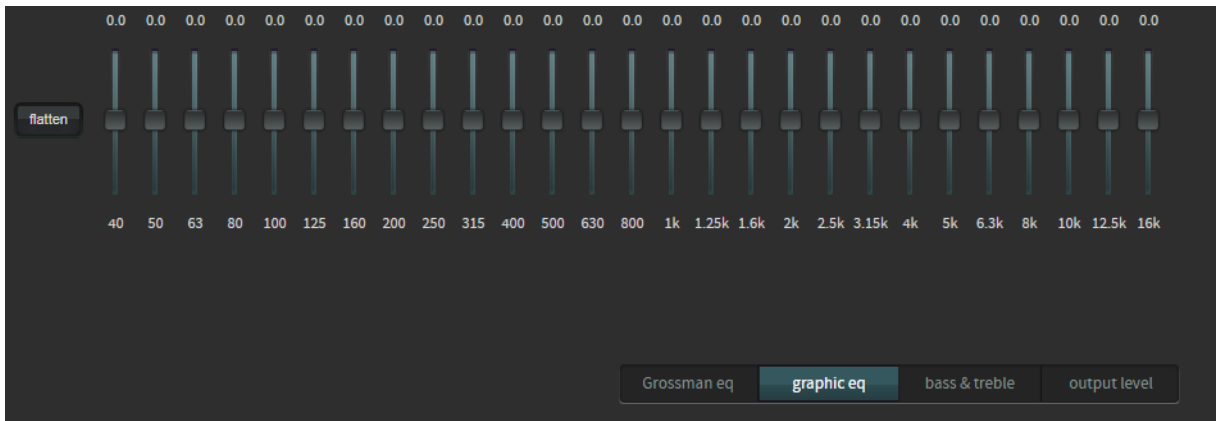 0.0 0.0 0.0 0.0 0.0 0.0 0.0 0.0 0.0 0.0 0.0 0.0 0.0 0.0 0.0 0.0 0.0 0.0 0.0 0.0 0.0 0.0 0.0 0.0 0.0 0.0 0.0
flatten
40 50 63 80 100 125 160 200 250 315 400 500 630 800 1k 1.25k 1.6k 2k 2.5k 3.15k 4k 5k 6.3k 8k 10k 12.5k 16k
Grossman eq graphic eq bass & treble output level